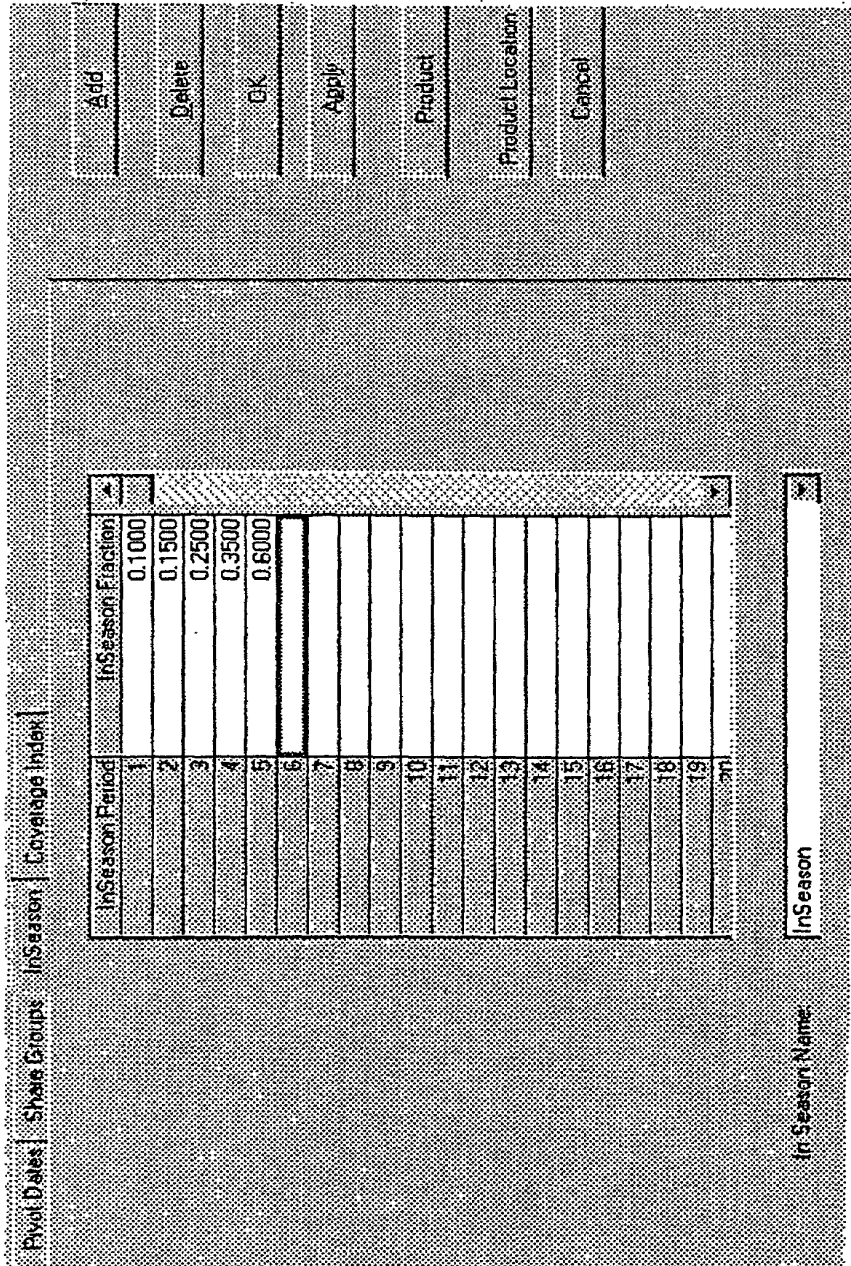 Pivot Dates Share Groups InSeason Coverage Index
InSeason Period InSeason Fraction
1 0.1000
2 0.1500
3 0.2500
4 0.3500
5 0.6000
6
7
8
9
10
11
12
13
14
15
16
17
18
19
20
In Season Name: InSeason
Add
Delete
OK
Apply
Product
Product Location
Cancel